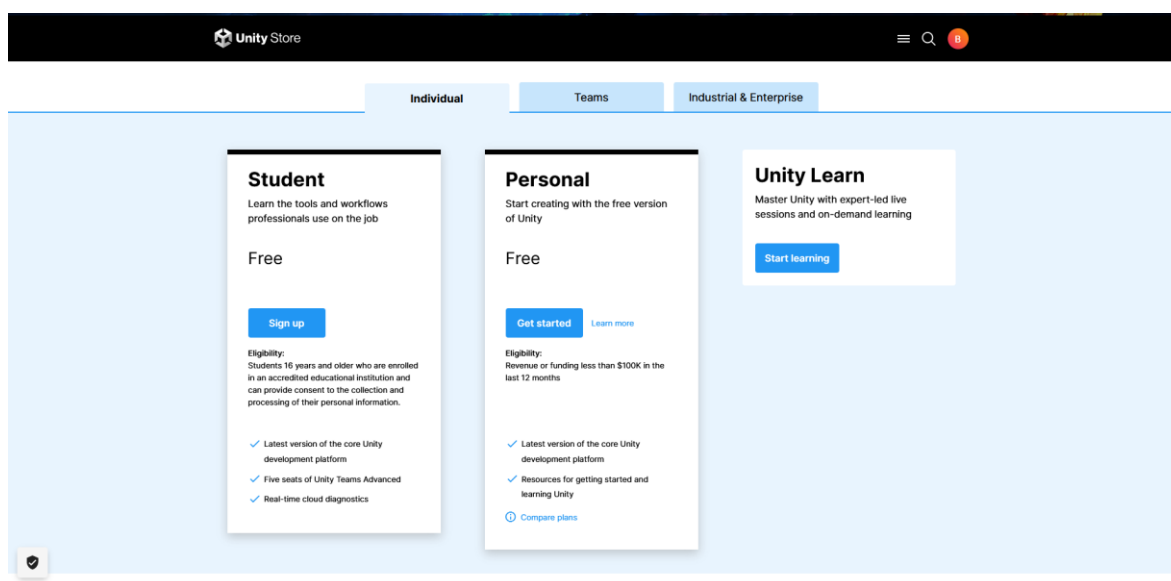 Unity Store
B
Individual
Teams
Industrial & Enterprise
Student
Learn the tools and workflows
professionals use on the job
Free
Sign up
Eligibility:
Students 16 years and older who are enrolled
in an accredited educational institution and
can provide consent to the collection and
processing of their personal information.
Latest version of the core Unity
development platform
Five seats of Unity Teams Advanced
Real-time cloud diagnostics
Personal
Start creating with the free version
of Unity
Free
Get started
Learn more
Eligibility:
Revenue or funding less than $100K in the
last 12 months
Latest version of the core Unity
development platform
Resources for getting started and
learning Unity
Compare plans
Unity Learn
Master Unity with expert-led live
sessions and on-demand learning
Start learning